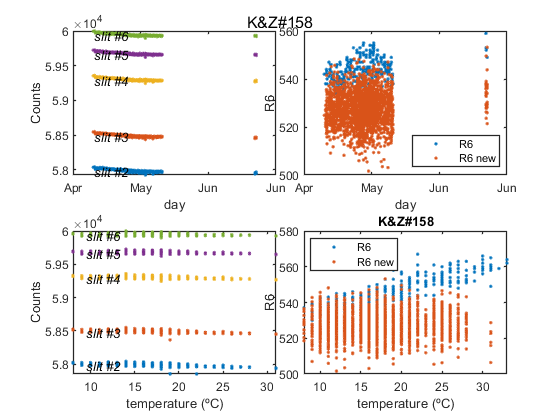 K&Z#158
×10⁴
6
5.95
5.9
5.85
5.8
Counts
slit #6
slit #5
slit #4
slit #3
slit #2
Apr May Jun Jun
day
560
540
520
500
R6
R6
R6 new
Apr May Jun Jun
day
×10⁴
6
5.95
5.9
5.85
5.8
Counts
slit #6
slit #5
slit #4
slit #3
slit #2
10 15 20 25 30
temperature (ºC)
K&Z#158
580
560
540
520
500
R6
R6
R6 new
10 15 20 25 30
temperature (ºC)